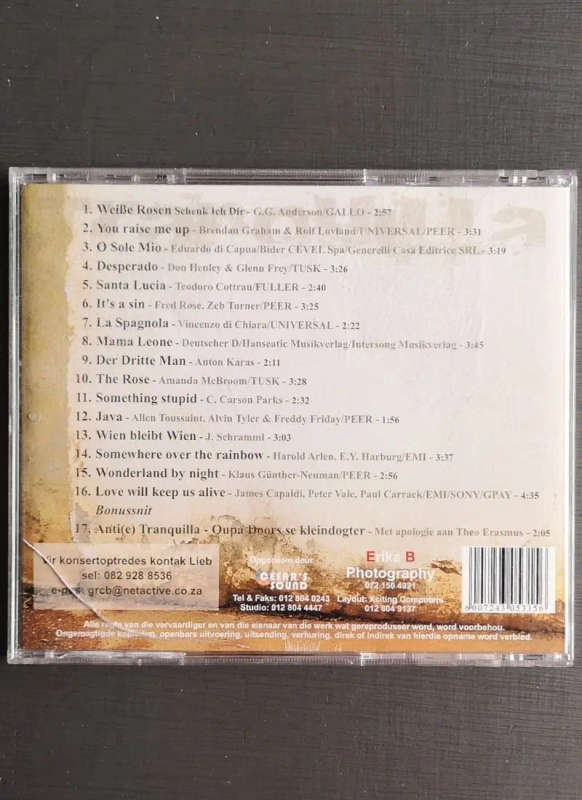 1. Weiße Rosen Schenk Ich Dir - G.G. Anderson/GALLO - 2:57
2. You raise me up - Brendan Graham & Rolf Lovland/UNIVERSAL/PEER - 3:31
3. O Sole Mio - Eduardo di Capua/Bider CEVEL Spa/Generelli Casa Editrice SRL - 3:19
4. Desperado - Don Henley & Glenn Frey/TUSK - 3:26
5. Santa Lucia - Teodoro Cottrau/FULLER - 2:40
6. It's a sin - Fred Rose, Zeb Turner/PEER - 3:25
7. La Spagnola - Vincenzo di Chiara/UNIVERSAL - 2:22
8. Mama Leone - Deutscher D/Hanseatic Musikverlag/Intersong Musikverlag - 3:45
9. Der Dritte Man - Anton Karas - 2:11
10. The Rose - Amanda McBroom/TUSK - 3:28
11. Something stupid - C. Carson Parks - 2:32
12. Java - Allen Toussaint, Alvin Tyler & Freddy Friday/PEER - 1:56
13. Wien bleibt Wien - J. Schramml - 3:03
14. Somewhere over the rainbow - Harold Arlen, E.Y. Harburg/EMI - 3:37
15. Wonderland by night - Klaus Günther-Neuman/PEER - 2:56
16. Love will keep us alive - James Capaldi, Peter Vale, Paul Carrack/EMI/SONY/GPAY - 4:35
Bonussnit
17. Anti(e) Tranquilla - Oupa Doors se kleindogter - Met apologie aan Theo Erasmus - 2:05
Vir konsertoptredes kontak Lieb
sel: 082 928 8536
e-pos: grcb@netactive.co.za
Opgeneem deur
GEEAR'S
SOUND
Tel & Faks: 012 804 0243
Studio: 012 804 4447
Erika B
Photography
072 156 4921
Layout: Xciting Computers
012 804 9137
6 007243 053156
Alle regte van die vervaardiger en van die eienaar van die werk wat gereproduseer word, word voorbehou.
Ongemagtigde kopiëring, openbare uitvoering, uitsending, verhuring, direk of indirek van hierdie opname word verbied.